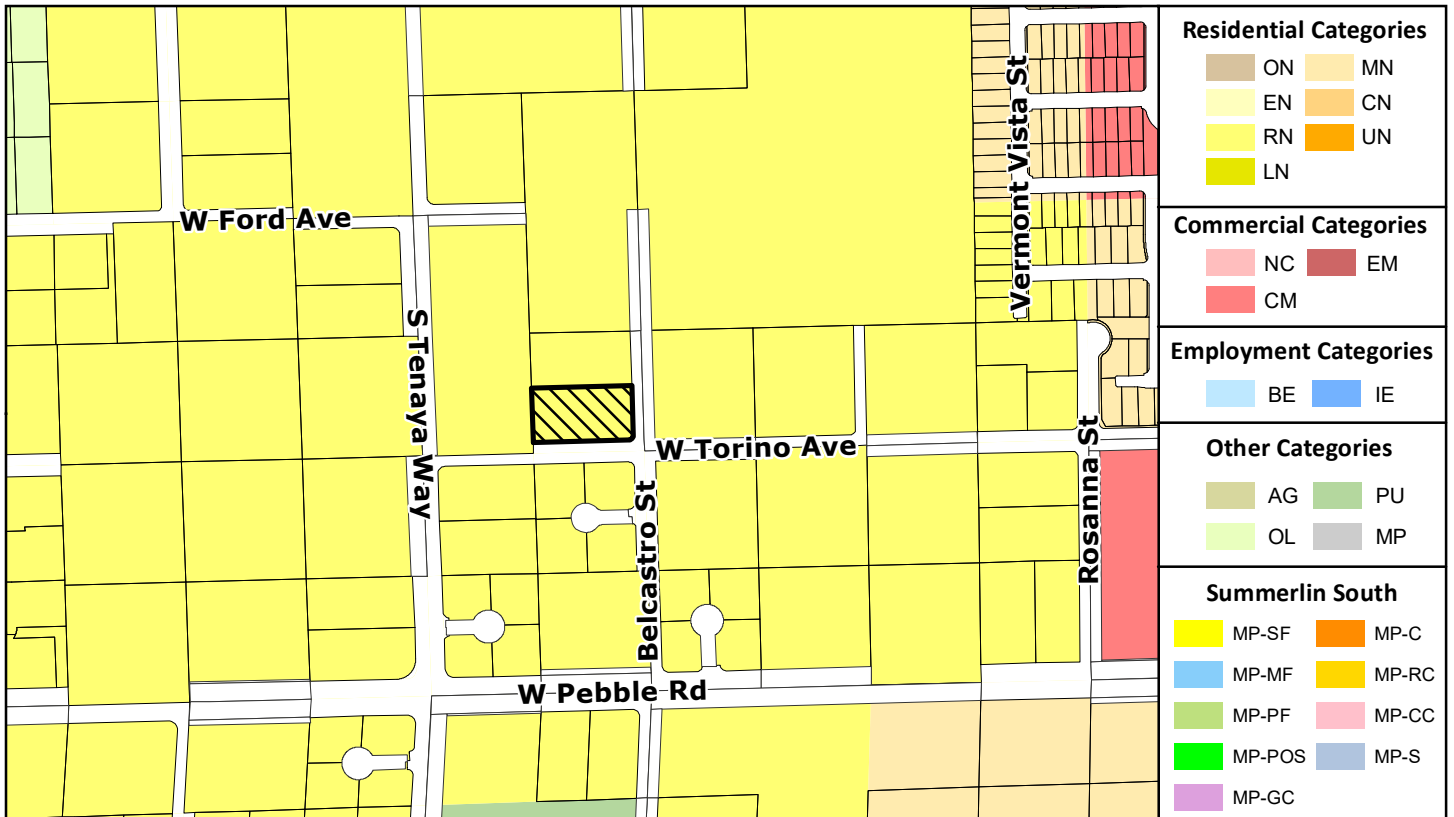 W Ford Ave
S Tenaya Way
Vermont Vista St
W Torino Ave
Belcastro St
Rosanna St
W Pebble Rd
Residential Categories
ON MN
EN CN
RN UN
LN
Commercial Categories
NC EM
CM
Employment Categories
BE IE
Other Categories
AG PU
OL MP
Summerlin South
MP-SF MP-C
MP-MF MP-RC
MP-PF MP-CC
MP-POS MP-S
MP-GC